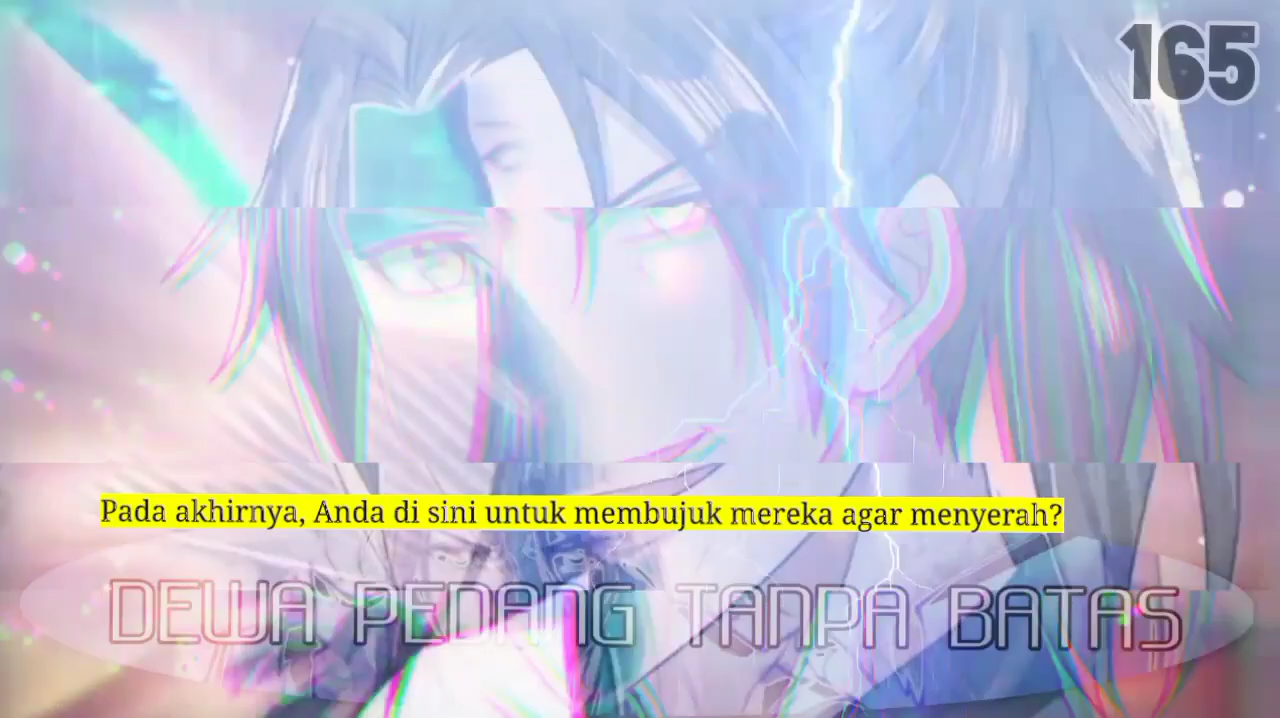 165
Pada akhirnya, Anda di sini untuk membujuk mereka agar menyerah?
DEWA PEDANG TANPA BATAS